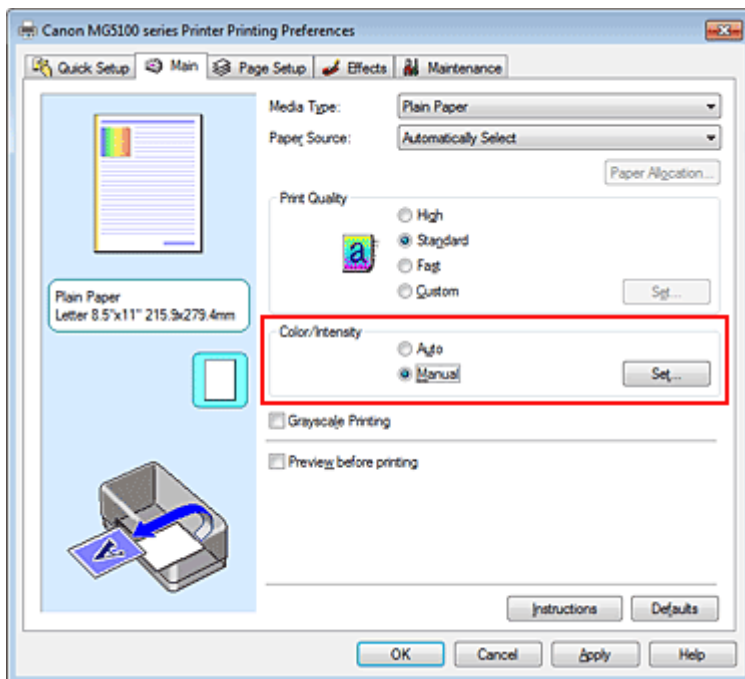 Canon MG5100 series Printer Printing Preferences
Quick Setup Main Page Setup Effects Maintenance
Media Type: Plain Paper
Paper Source: Automatically Select
Paper Allocation...
Print Quality
High
Standard
Fast
Custom Set...
a
Plain Paper
Letter 8.5"x11" 215.9x279.4mm
Color/Intensity
Auto
Manual Set...
Grayscale Printing
Preview before printing
A
Instructions Defaults
OK Cancel Apply Help